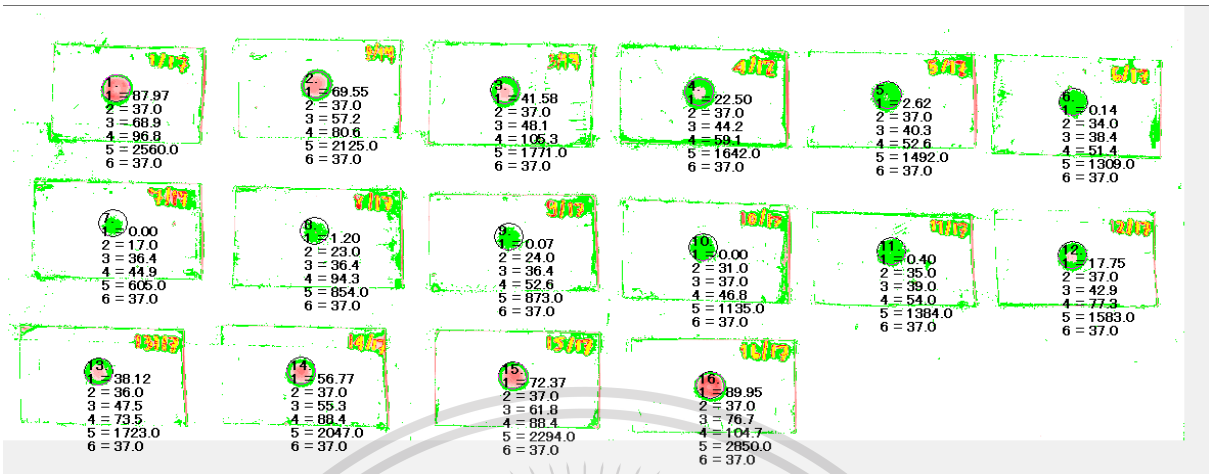 1.
1 = 87.97
2 = 37.0
3 = 68.9
4 = 96.8
5 = 2560.0
6 = 37.0
2.
1 = 69.55
2 = 37.0
3 = 57.2
4 = 80.6
5 = 2125.0
6 = 37.0
3.
1 = 41.58
2 = 37.0
3 = 48.1
4 = 105.3
5 = 1771.0
6 = 37.0
4.
1 = 22.50
2 = 37.0
3 = 44.2
4 = 59.1
5 = 1642.0
6 = 37.0
5.
1 = 2.62
2 = 37.0
3 = 40.3
4 = 52.6
5 = 1492.0
6 = 37.0
6.
1 = 0.14
2 = 34.0
3 = 38.4
4 = 51.4
5 = 1309.0
6 = 37.0
7.
1 = 0.00
2 = 17.0
3 = 36.4
4 = 44.9
5 = 605.0
6 = 37.0
8.
1 = 1.20
2 = 23.0
3 = 36.4
4 = 94.3
5 = 854.0
6 = 37.0
9.
1 = 0.07
2 = 24.0
3 = 36.4
4 = 52.6
5 = 873.0
6 = 37.0
10.
1 = 0.00
2 = 31.0
3 = 37.0
4 = 46.8
5 = 1135.0
6 = 37.0
11.
1 = 0.40
2 = 35.0
3 = 39.0
4 = 54.0
5 = 1384.0
6 = 37.0
12.
1 = 17.75
2 = 37.0
3 = 42.9
4 = 77.3
5 = 1583.0
6 = 37.0
13.
1 = 38.12
2 = 36.0
3 = 47.5
4 = 73.5
5 = 1723.0
6 = 37.0
14.
1 = 56.77
2 = 37.0
3 = 55.3
4 = 88.4
5 = 2047.0
6 = 37.0
15.
1 = 72.37
2 = 37.0
3 = 61.8
4 = 88.4
5 = 2294.0
6 = 37.0
16.
1 = 89.95
2 = 37.0
3 = 76.7
4 = 104.7
5 = 2850.0
6 = 37.0